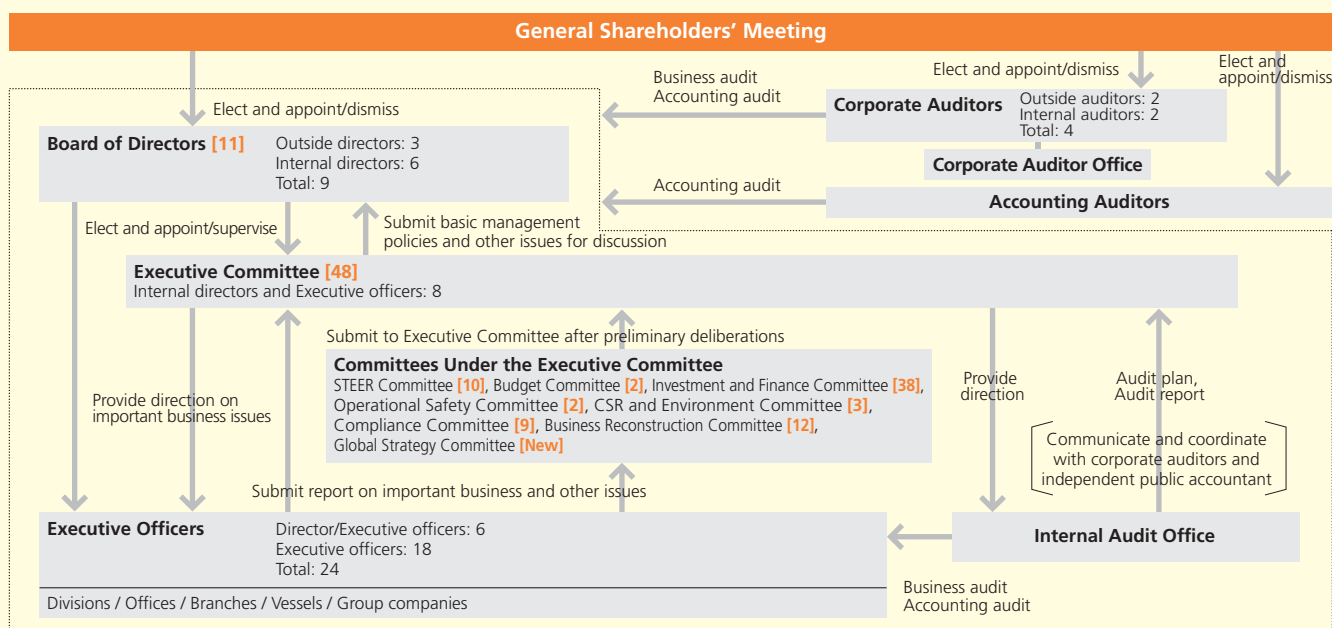 General Shareholders' Meeting
Elect and appoint/dismiss
Business audit
Accounting audit
Elect and appoint/dismiss
Elect and
appoint/dismiss
Corporate Auditors
Outside auditors: 2
Internal auditors: 2
Total: 4
Corporate Auditor Office
Board of Directors [11]
Outside directors: 3
Internal directors: 6
Total: 9
Accounting audit
Accounting Auditors
Elect and appoint/supervise
Submit basic management
policies and other issues for discussion
Executive Committee [48]
Internal directors and Executive officers: 8
Submit to Executive Committee after preliminary deliberations
Committees Under the Executive Committee
STEER Committee [10], Budget Committee [2], Investment and Finance Committee [38],
Operational Safety Committee [2], CSR and Environment Committee [3],
Compliance Committee [9], Business Reconstruction Committee [12],
Global Strategy Committee [New]
Provide direction on
important business issues
Provide
direction
Audit plan,
Audit report
Communicate and coordinate
with corporate auditors and
independent public accountant
Submit report on important business and other issues
Executive Officers
Director/Executive officers: 6
Executive officers: 18
Total: 24
Internal Audit Office
Divisions / Offices / Branches / Vessels / Group companies
Business audit
Accounting audit